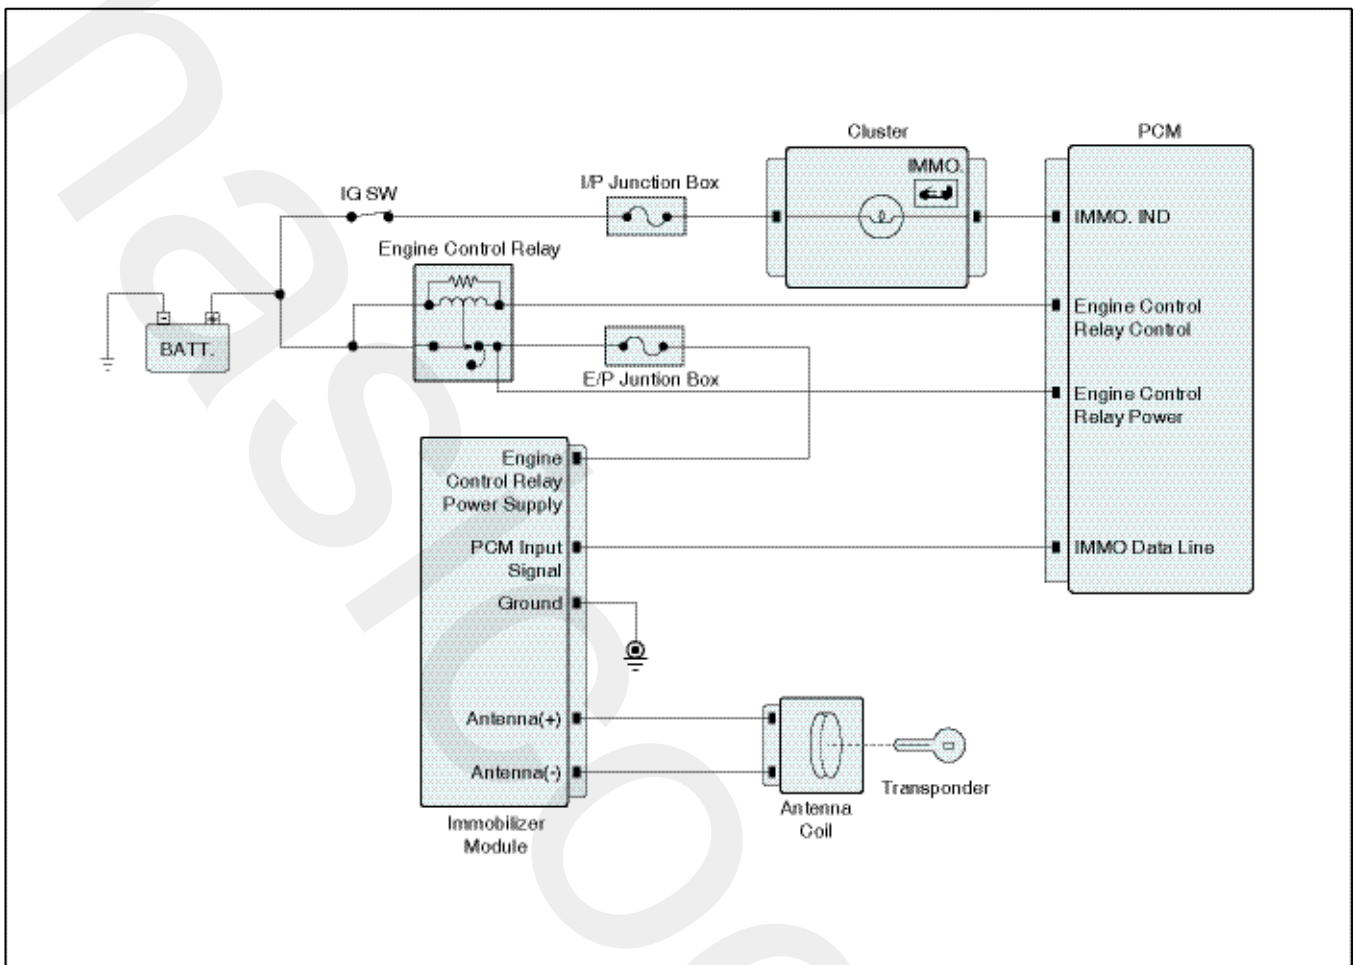 Cluster
PCM
IMMO.
I/P Junction Box
IG SW
IMMO. IND
Engine Control Relay
Engine Control
Relay Control
BATT.
E/P Juntion Box
Engine Control
Relay Power
Engine
Control Relay
Power Supply
PCM Input
Signal
IMMO Data Line
Ground
Antenna(+)
Antenna(-)
Transponder
Antenna
Coil
Immobilizer
Module